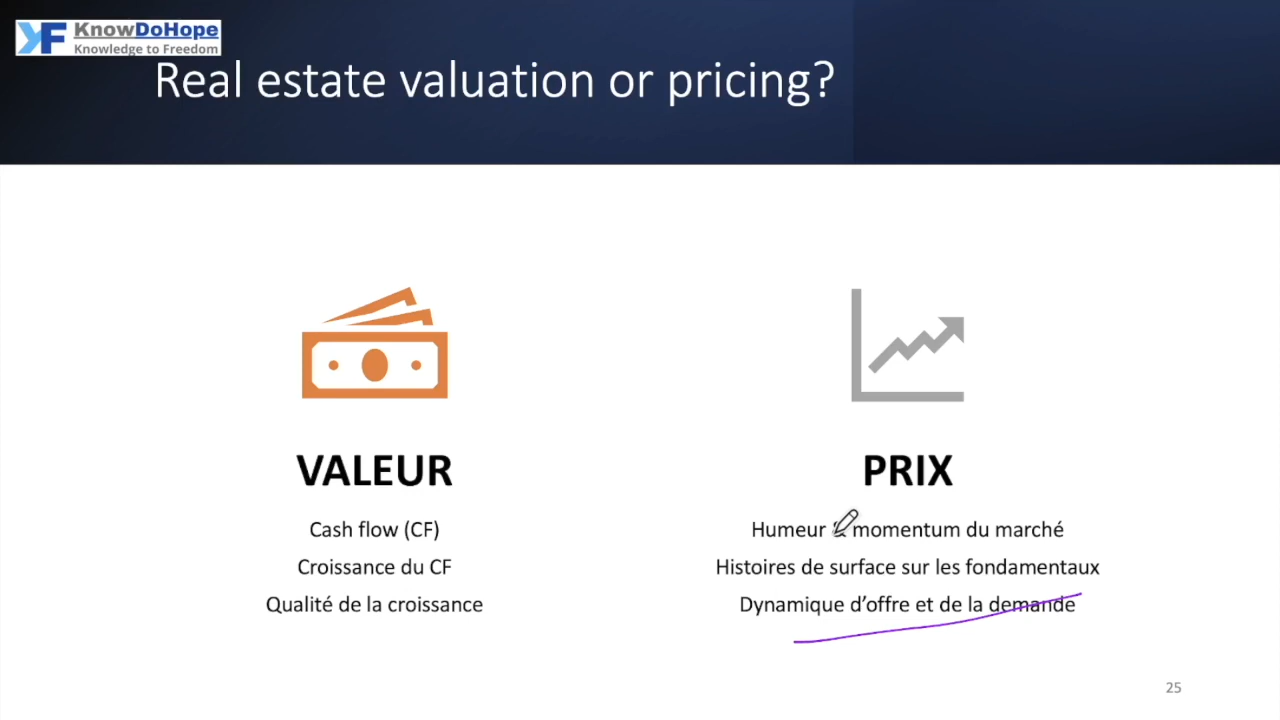 KnowDoHope
Knowledge to Freedom
Real estate valuation or pricing?
VALEUR
Cash flow (CF)
Croissance du CF
Qualité de la croissance
PRIX
Humeur momentum du marché
Histoires de surface sur les fondamentaux
Dynamique d’offre et de la demande
25